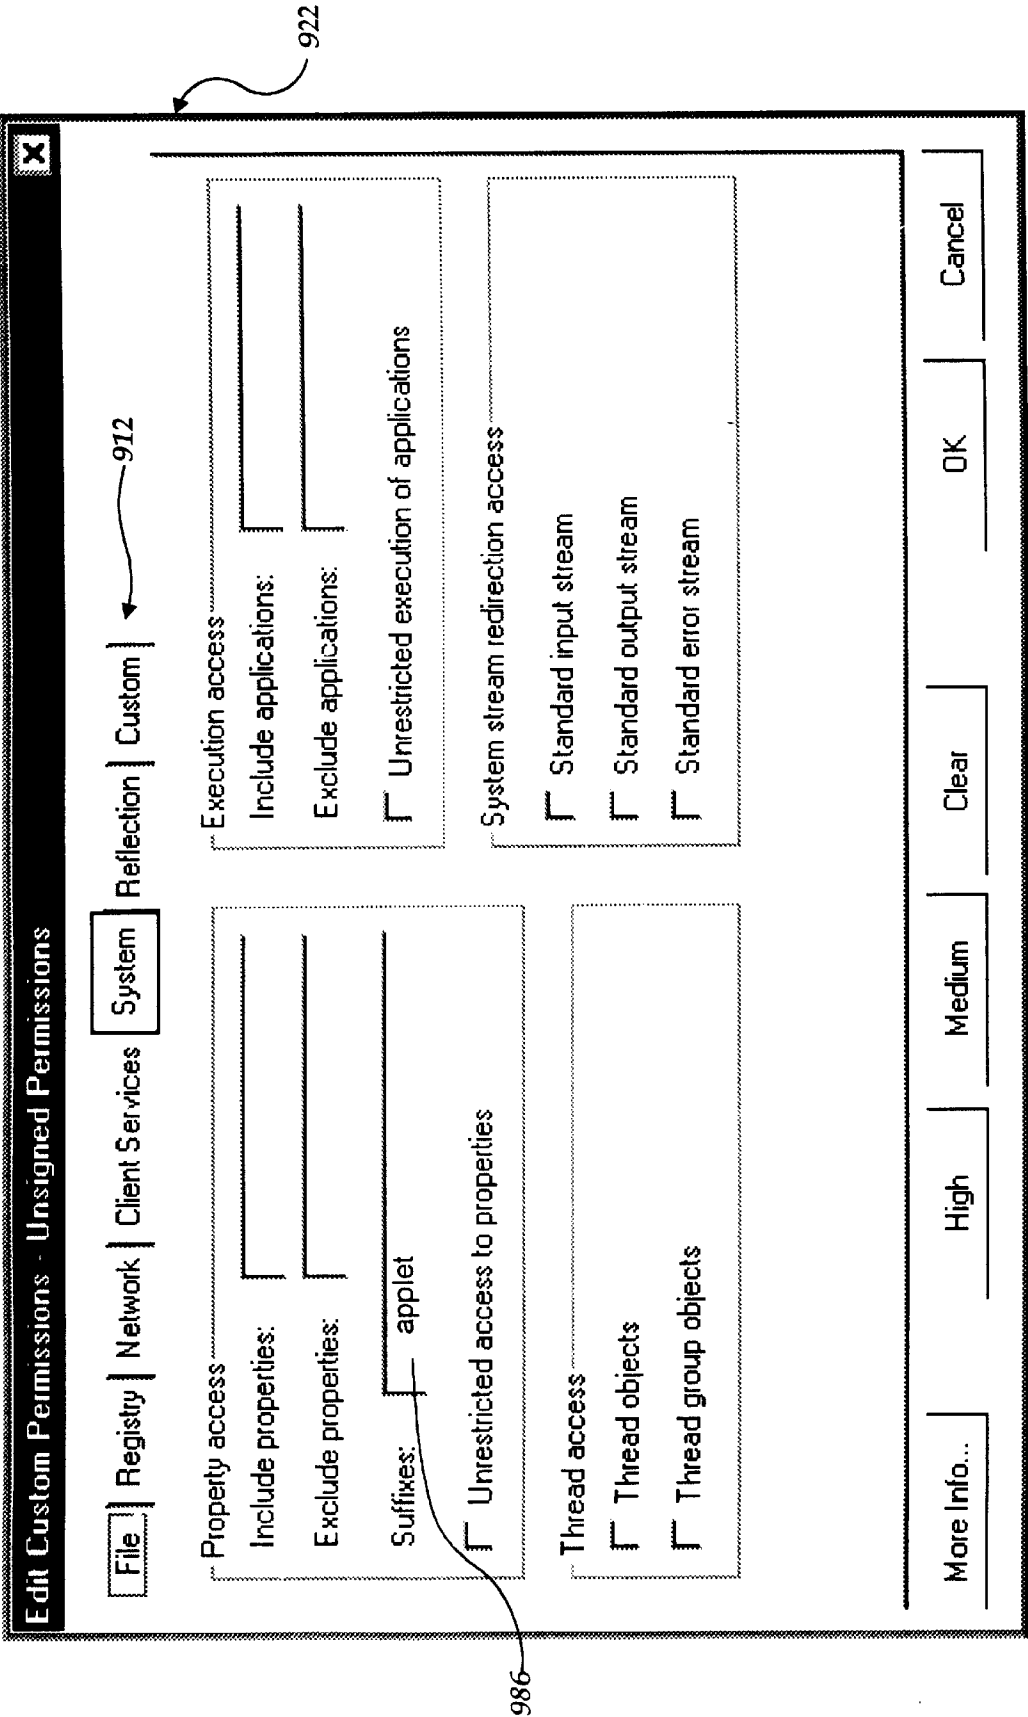 922
Edit Custom Permissions - Unsigned Permissions
912
File Registry Network Client Services System Reflection Custom
Property access
Include properties:
Exclude properties:
Suffixes: applet
Unrestricted access to properties
986
Thread access
Thread objects
Thread group objects
Execution access
Include applications:
Exclude applications:
Unrestricted execution of applications
System stream redirection access
Standard input stream
Standard output stream
Standard error stream
More Info... High Medium Clear OK Cancel